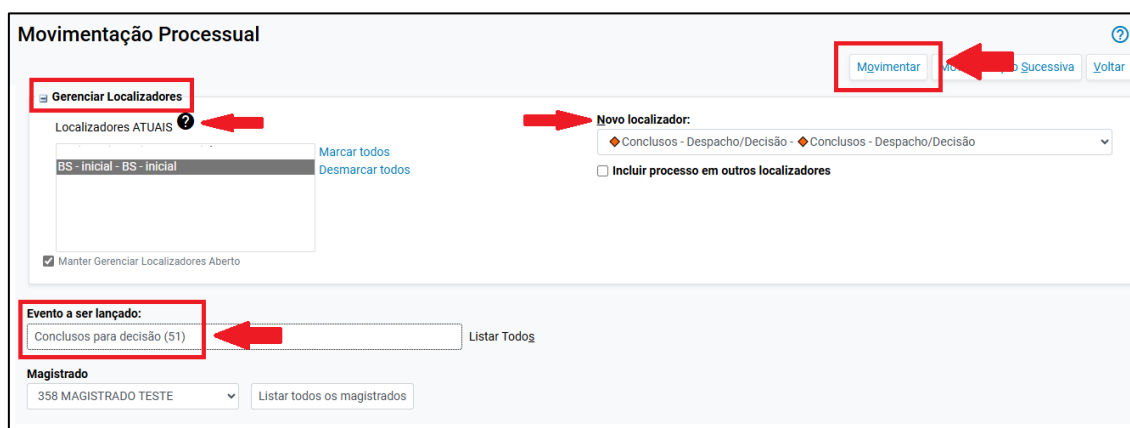 Movimentação Processual
Movimentar
Sucessiva
Voltar
Gerenciar Localizadores
Localizadores ATUAIS
BS - inicial - BS - inicial
Marcar todos
Desmarcar todos
Manter Gerenciar Localizadores Aberto
Novo localizador:
Conclusos - Despacho/Decisão - Conclusos - Despacho/Decisão
Incluir processo em outros localizadores
Evento a ser lançado:
Conclusos para decisão (51)
Listar Todos
Magistrado
358 MAGISTRADO TESTE
Listar todos os magistrados